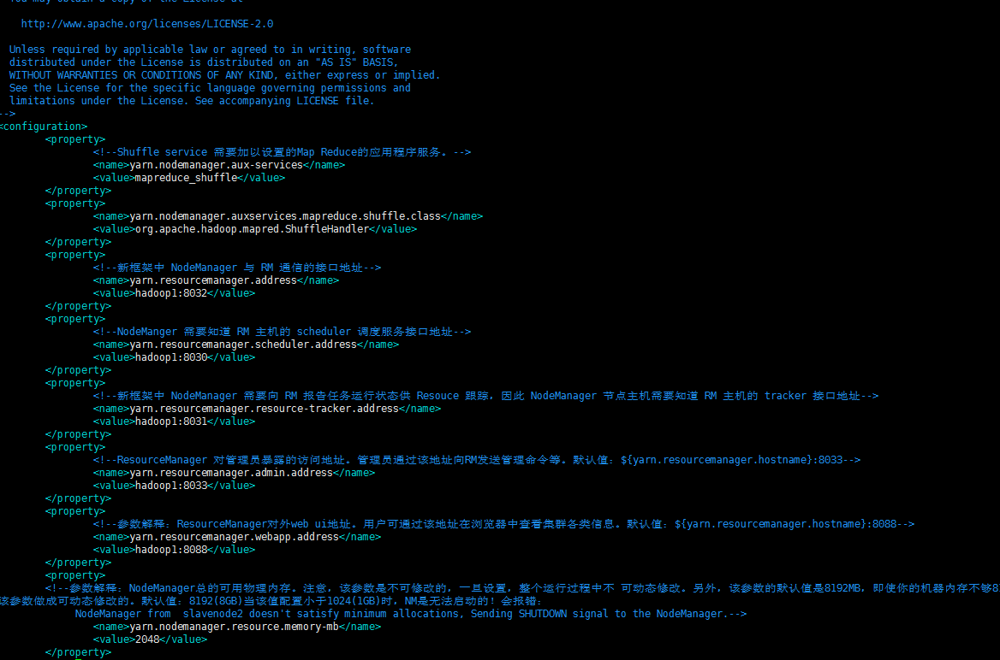 You may obtain a copy of the License at
http://www.apache.org/licenses/LICENSE-2.0
Unless required by applicable law or agreed to in writing, software
distributed under the License is distributed on an "AS IS" BASIS,
WITHOUT WARRANTIES OR CONDITIONS OF ANY KIND, either express or implied.
See the License for the specific language governing permissions and
limitations under the License. See accompanying LICENSE file.
-->
<configuration>
<property>
<!--Shuffle service 需要加以设置的Map Reduce的应用程序服务。-->
<name>yarn.nodemanager.aux-services</name>
<value>mapreduce_shuffle</value>
</property>
<property>
<name>yarn.nodemanager.auxservices.mapreduce.shuffle.class</name>
<value>org.apache.hadoop.mapred.ShuffleHandler</value>
</property>
<property>
<!--新框架中 NodeManager 与 RM 通信的接口地址-->
<name>yarn.resourcemanager.address</name>
<value>hadoop1:8032</value>
</property>
<property>
<!--NodeManger 需要知道 RM 主机的 scheduler 调度服务接口地址-->
<name>yarn.resourcemanager.scheduler.address</name>
<value>hadoop1:8030</value>
</property>
<property>
<!--新框架中 NodeManager 需要向 RM 报告任务运行状态供 Resouce 跟踪，因此 NodeManager 节点主机需要知道 RM 主机的 tracker 接口地址-->
<name>yarn.resourcemanager.resource-tracker.address</name>
<value>hadoop1:8031</value>
</property>
<property>
<!--ResourceManager 对管理员暴露的访问地址。管理员通过该地址向RM发送管理命令等。默认值：${yarn.resourcemanager.hostname}:8033-->
<name>yarn.resourcemanager.admin.address</name>
<value>hadoop1:8033</value>
</property>
<property>
<!--参数解释：ResourceManager对外web ui地址。用户可通过该地址在浏览器中查看集群各类信息。默认值：${yarn.resourcemanager.hostname}:8088-->
<name>yarn.resourcemanager.webapp.address</name>
<value>hadoop1:8088</value>
</property>
<property>
<!--参数解释：NodeManager总的可用物理内存。注意，该参数是不可修改的，一旦设置，整个运行过程中不 可动态修改。另外，该参数的默认值是8192MB，即使你的机器内存不够8
该参数做成可动态修改的。默认值：8192(8GB)当该值配置小于1024(1GB)时，NM是无法启动的！会报错：
NodeManager from  slavenode2 doesn't satisfy minimum allocations, Sending SHUTDOWN signal to the NodeManager.-->
<name>yarn.nodemanager.resource.memory-mb</name>
<value>2048</value>
</property>